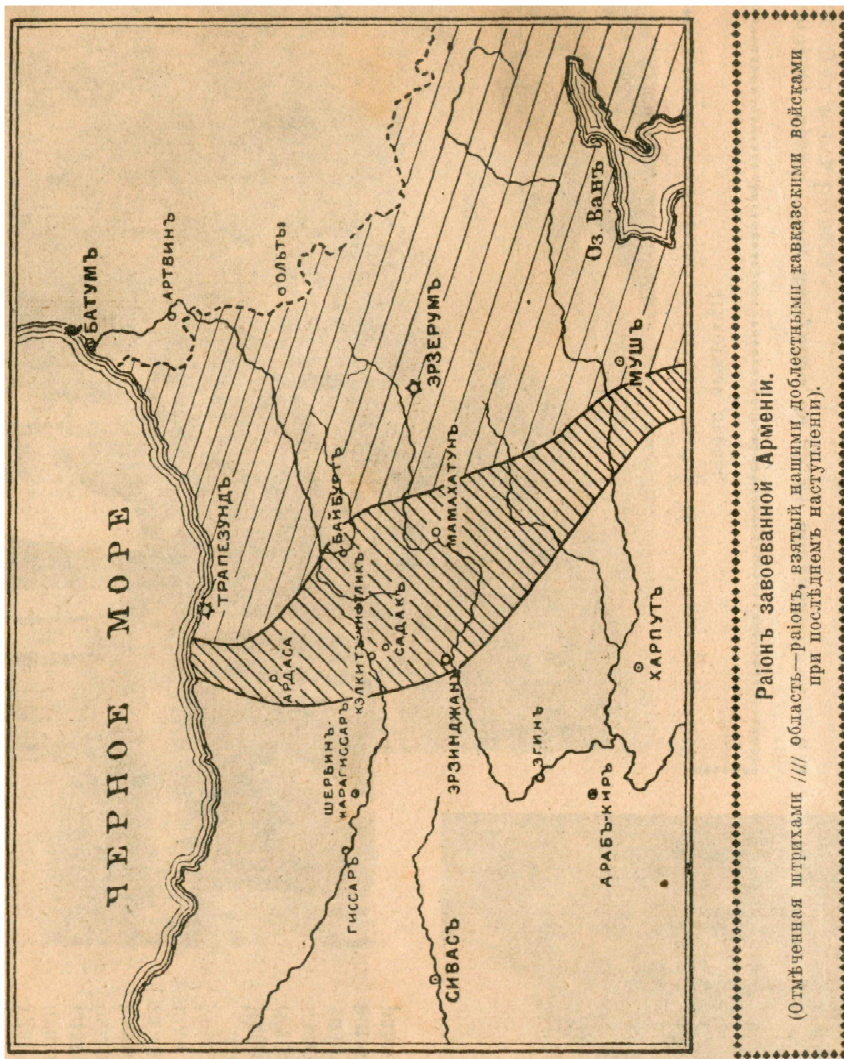 ЧЕРНОЕ МОРЕ
БАТУМЪ
АРТВИНЪ
ОЛЬТЫ
ТРАПЕЗУНДЪ
ЭРЗЕРУМЪ
Оз. Ванъ
БАЙБУРТЪ
АРДАСА
КЭЛКИТ-ЧИФТЛИКЪ
САДАКЪ
МАМАХАТУНЪ
МУШЪ
ШЕРБИНЪ-
КАРАГИССАРЪ
ГИССАРЪ
ЭРЗИНДЖАНЪ
ЭГИНЪ
ХАРПУТЪ
СИВАСЪ
АРАБЪ-КИРЪ
Раіонъ завоеванной Арменіи.
(Отмѣченная штрихами //// область—раіонъ, взятый нашими доблестными кавказскими войсками
при послѣднемъ наступленіи).